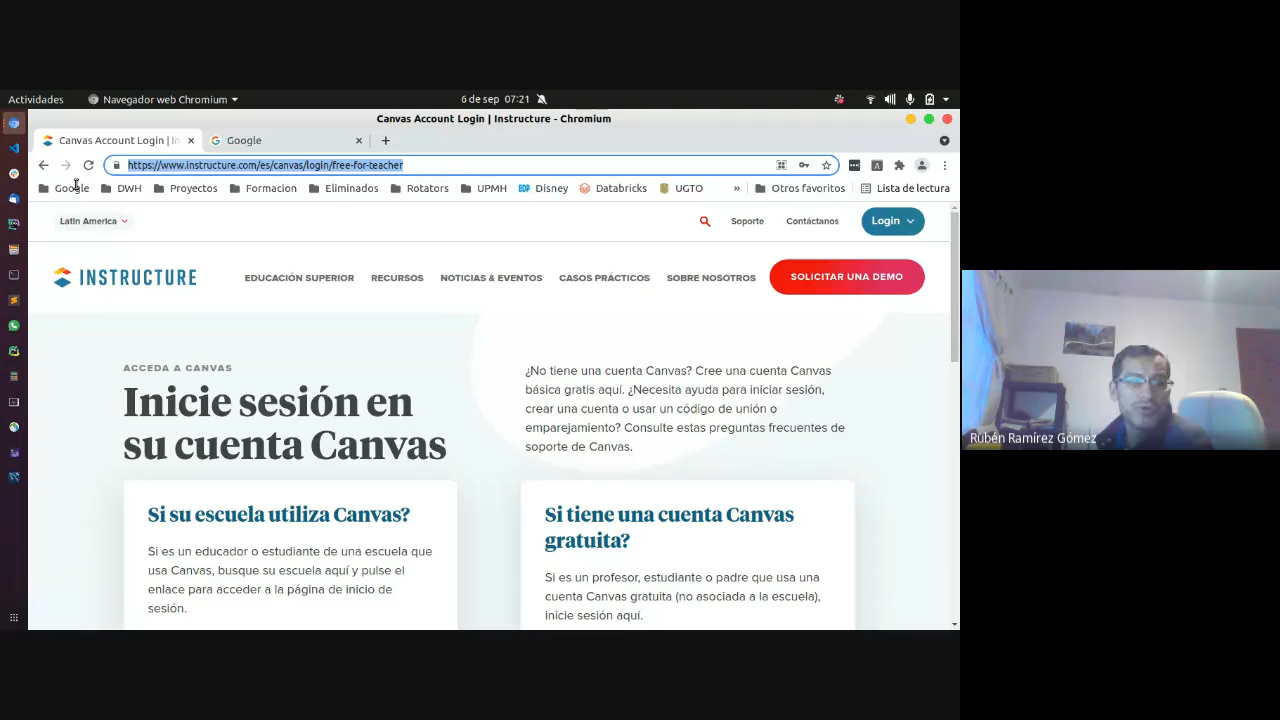 Actividades
Navegador web Chromium
6 de sep 07:21
Canvas Account Login | Instructure - Chromium
Canvas Account Login | In
Google
https://www.instructure.com/es/canvas/login/free-for-teacher
Google
DWH
Proyectos
Formacion
Eliminados
Rotators
UPMH
Disney
Databricks
UGTO
»
Otros favoritos
Lista de lectura
Latin America
Soporte
Contáctanos
Login
INSTRUCTURE
EDUCACIÓN SUPERIOR
RECURSOS
NOTICIAS & EVENTOS
CASOS PRÁCTICOS
SOBRE NOSOTROS
SOLICITAR UNA DEMO
ACCEDA A CANVAS
Inicie sesión en
su cuenta Canvas
¿No tiene una cuenta Canvas? Cree una cuenta Canvas
básica gratis aquí. ¿Necesita ayuda para iniciar sesión,
crear una cuenta o usar un código de unión o
emparejamiento? Consulte estas preguntas frecuentes de
soporte de Canvas.
Si su escuela utiliza Canvas?
Si es un educador o estudiante de una escuela que
usa Canvas, busque su escuela aquí y pulse el
enlace para acceder a la página de inicio de
sesión.
Si tiene una cuenta Canvas
gratuita?
Si es un profesor, estudiante o padre que usa una
cuenta Canvas gratuita (no asociada a la escuela),
inicie sesión aquí.
Rubén Ramírez Gómez